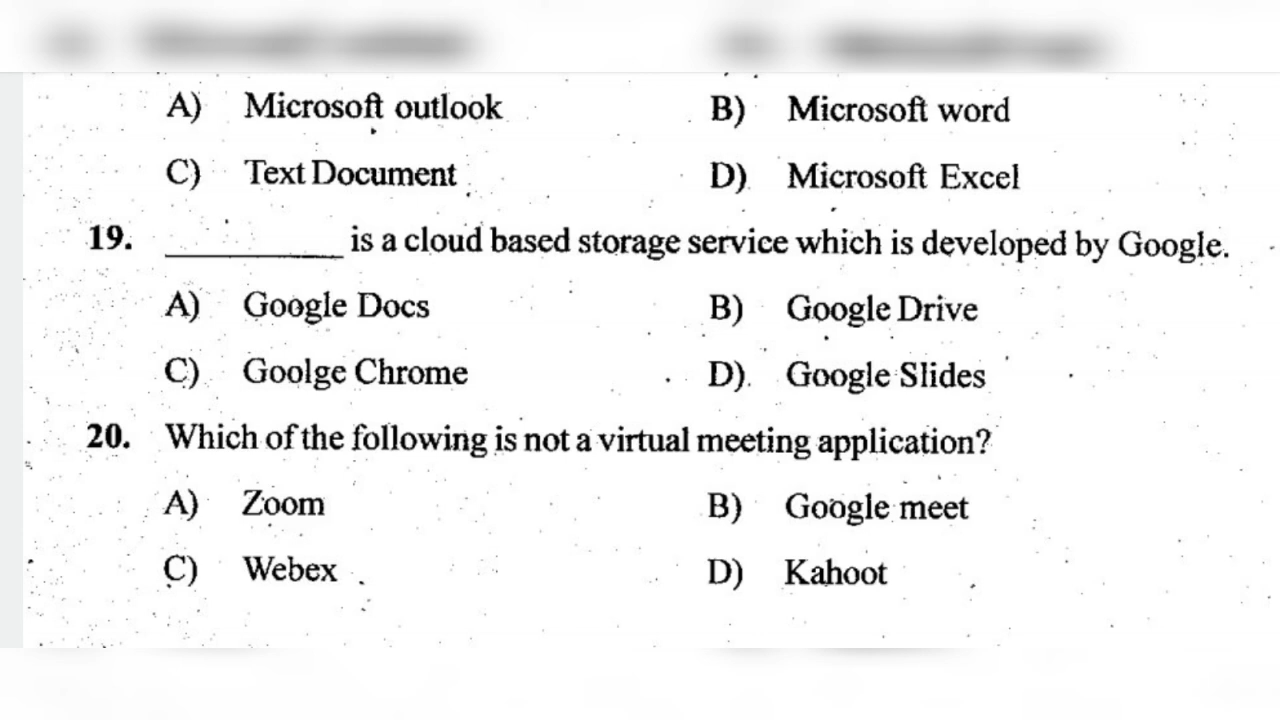 A) Microsoft outlook B) Microsoft word
C) Text Document D) Microsoft Excel
19. __________ is a cloud based storage service which is developed by Google.
A) Google Docs B) Google Drive
C) Goolge Chrome D) Google Slides
20. Which of the following is not a virtual meeting application?
A) Zoom B) Google meet
C) Webex D) Kahoot